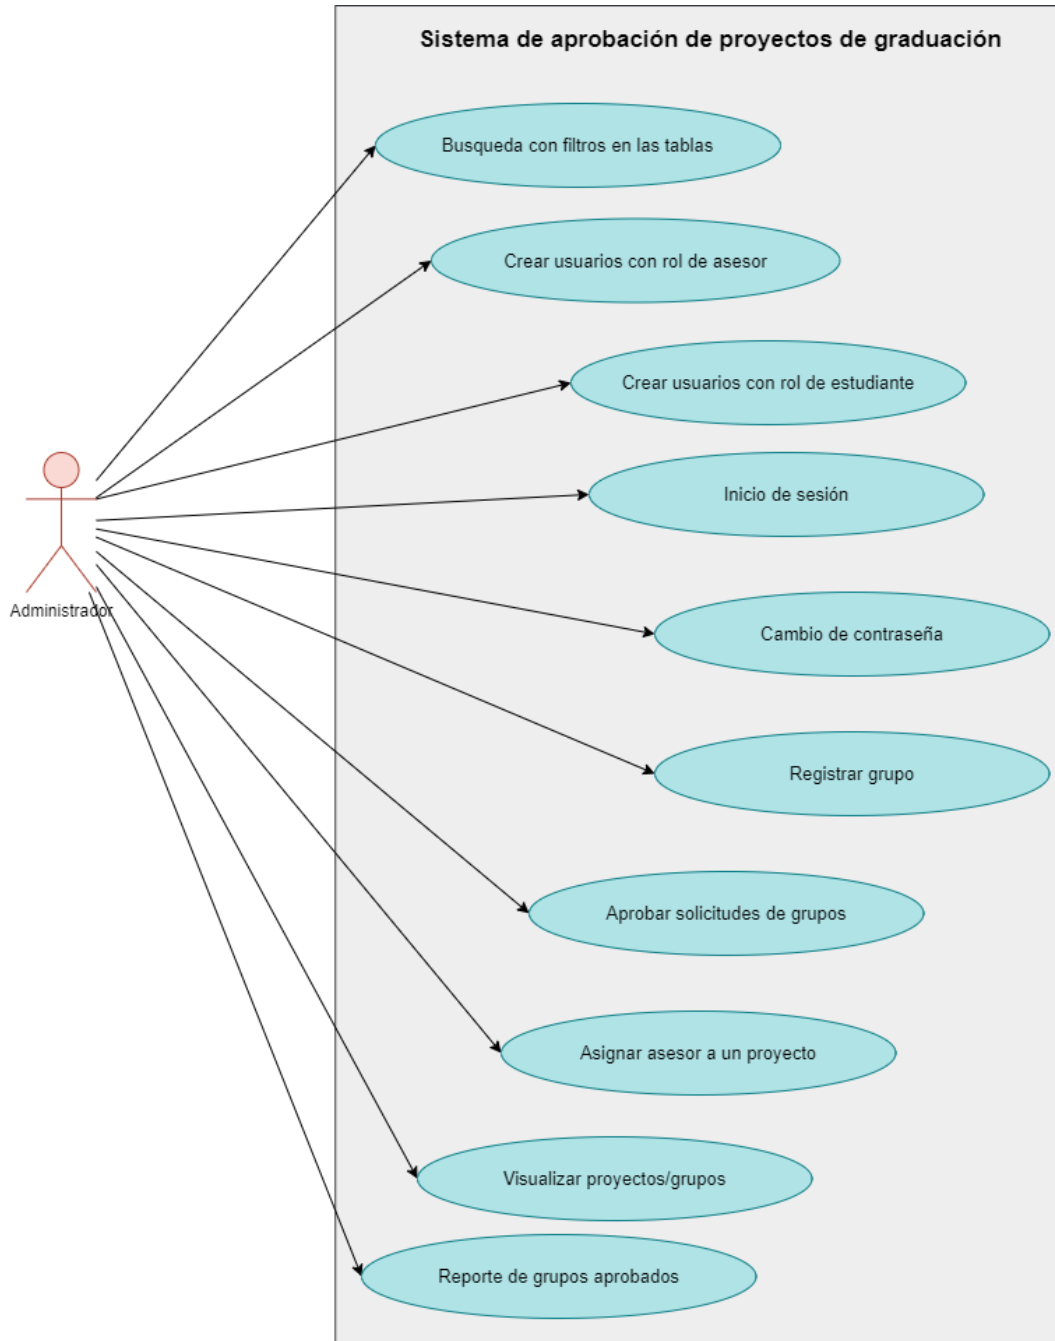 Sistema de aprobación de proyectos de graduación
Busqueda con filtros en las tablas
Crear usuarios con rol de asesor
Crear usuarios con rol de estudiante
Inicio de sesión
Administrador
Cambio de contraseña
Registrar grupo
Aprobar solicitudes de grupos
Asignar asesor a un proyecto
Visualizar proyectos/grupos
Reporte de grupos aprobados